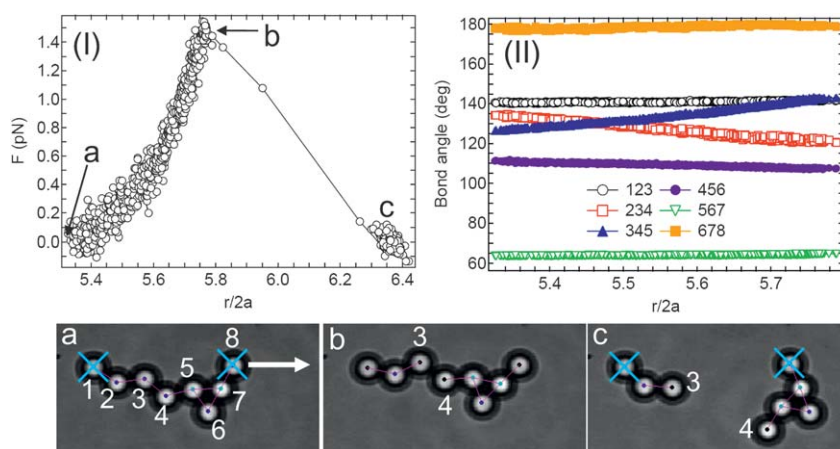 (I)
1.4
1.2
1.0
0.8
0.6
0.4
0.2
0.0
F (pN)
a
b
c
5.4 5.6 5.8 6.0 6.2 6.4
r/2a
(II)
180
160
140
120
100
80
60
Bond angle (deg)
123 456
234 567
345 678
5.4 5.5 5.6 5.7
r/2a
a
1
2
3
4
5
6
7
8
b
3
4
c
3
4